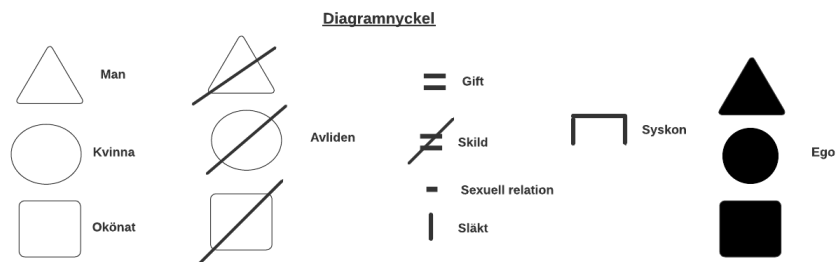 Diagramnyckel
Man
Kvinna
Okönat
Avliden
Gift
Skild
Sexuell relation
Släkt
Syskon
Ego